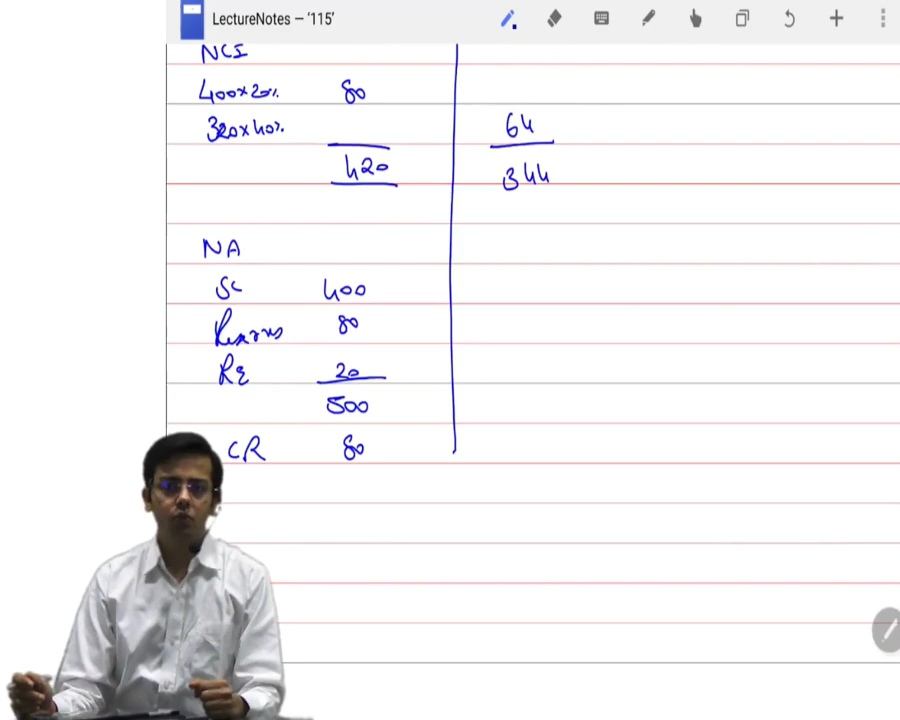 LectureNotes – ‘115’
NCI
400×20% 80
320×40% 64
420 344
NA
SC 400
Reserves 80
RE 20
500
CR 80